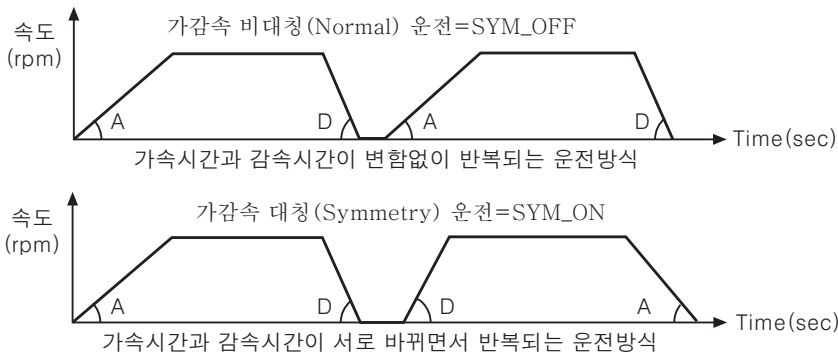 가감속 비대칭(Normal) 운전=SYM_OFF
속도
(rpm)
A
D
A
D
Time(sec)
가속시간과 감속시간이 변함없이 반복되는 운전방식
가감속 대칭(Symmetry) 운전=SYM_ON
속도
(rpm)
A
D
D
A
Time(sec)
가속시간과 감속시간이 서로 바뀌면서 반복되는 운전방식